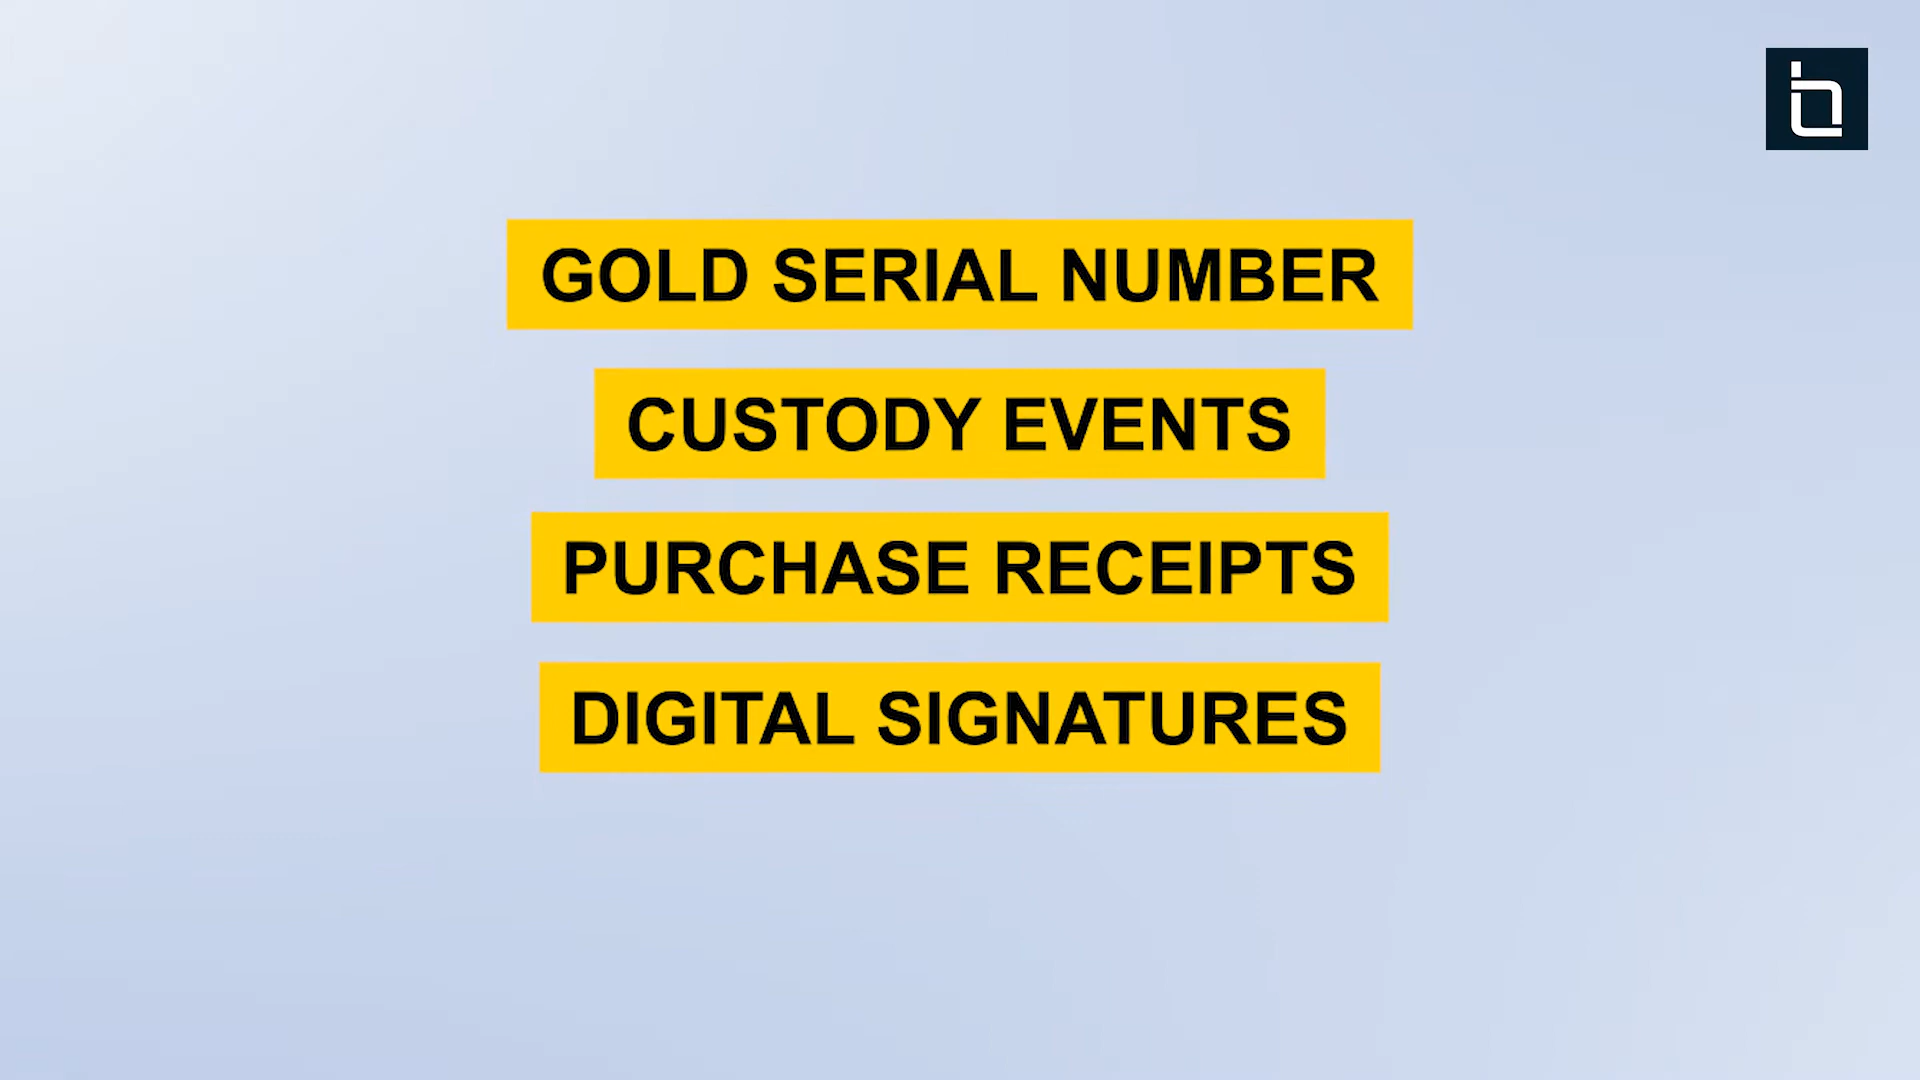 GOLD SERIAL NUMBER
CUSTODY EVENTS
PURCHASE RECEIPTS
DIGITAL SIGNATURES